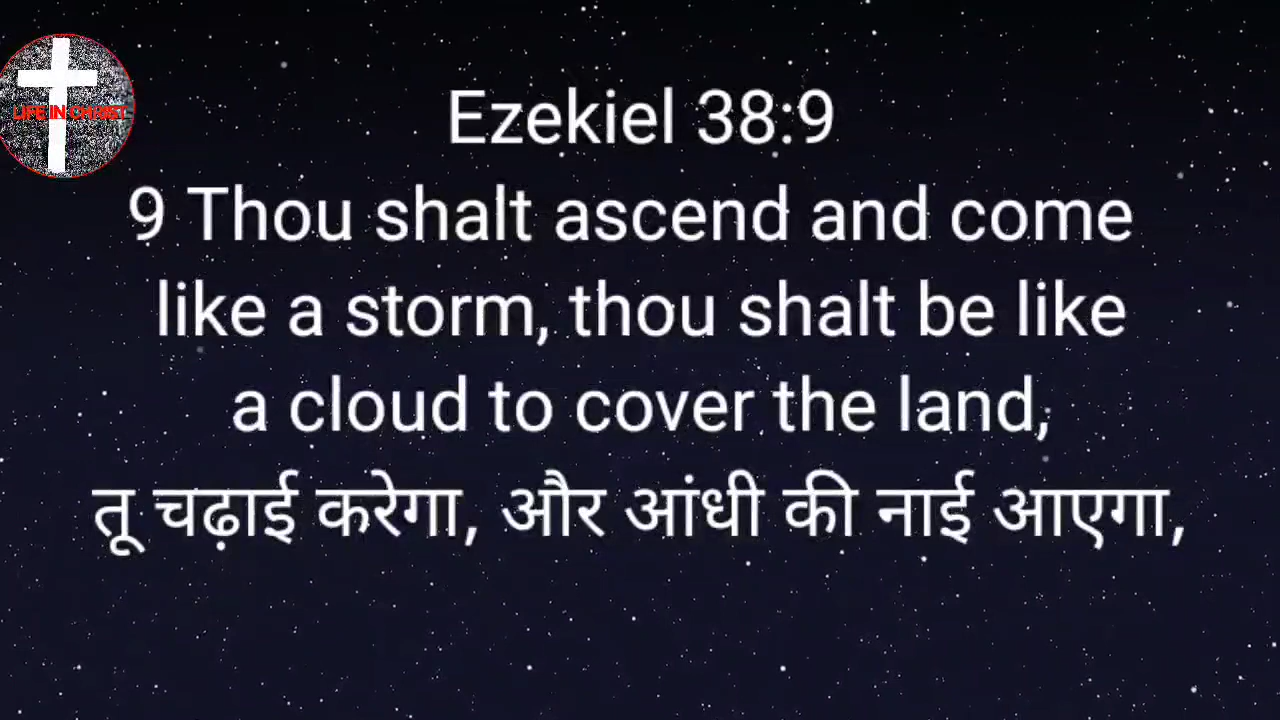 LIFE IN CHRIST
Ezekiel 38:9
9 Thou shalt ascend and come
like a storm, thou shalt be like
a cloud to cover the land,
तू चढ़ाई करेगा, और आंधी की नाई आएगा,